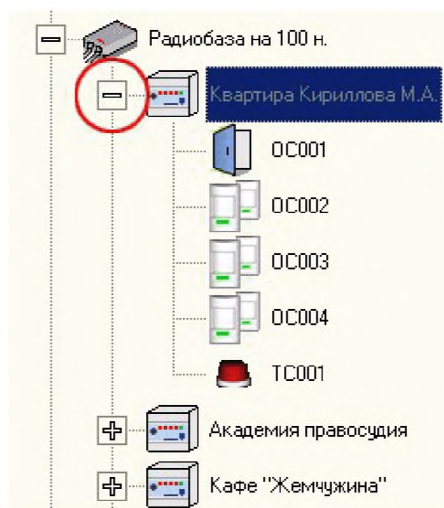 Радиобаза на 100 н.
Квартира Кириллова М.А.
ОС001
ОС002
ОС003
ОС004
ТС001
Академия правосудия
Кафе "Жемчужина"